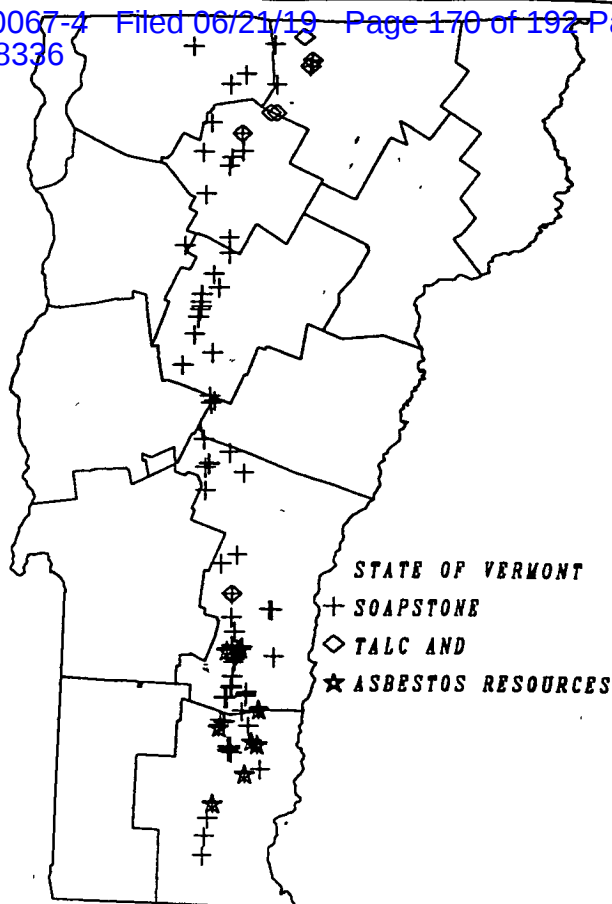 0067-4 Filed 06/21/19 Page 170 of 192 Pa
8336
STATE OF VERMONT
SOAPSTONE
TALC AND
ASBESTOS RESOURCES